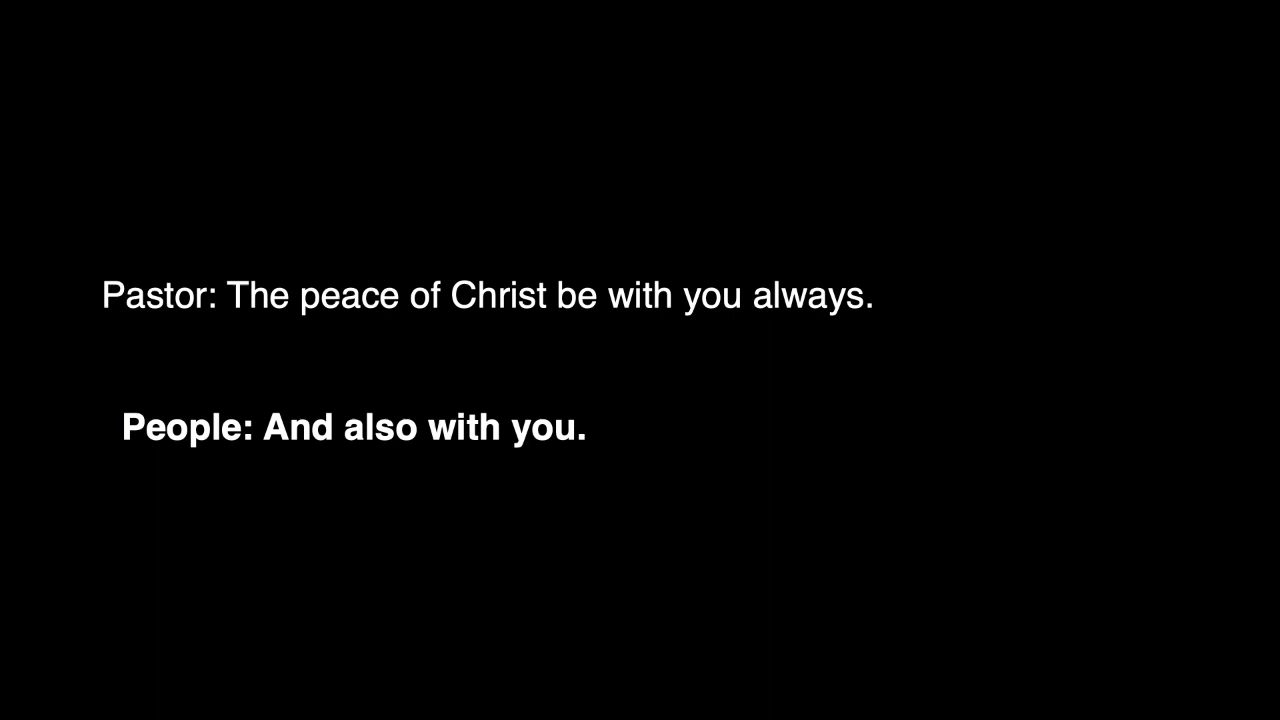 Pastor: The peace of Christ be with you always.
People: And also with you.